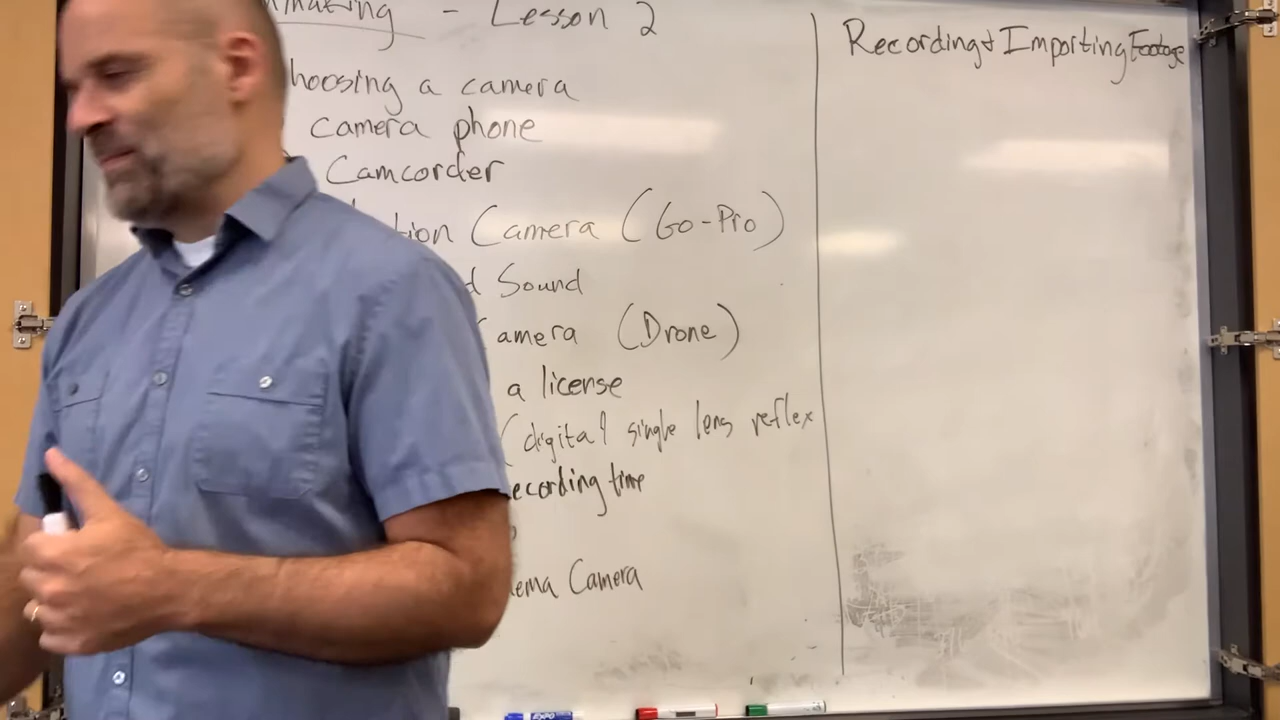 - Lesson 2
hoosing a camera
camera phone
Camcorder
tion Camera (Go-Pro)
d Sound
amera (Drone)
a license
(digital single lens reflex
ecording time
ema Camera
Recording + Importing Footage
EXPO